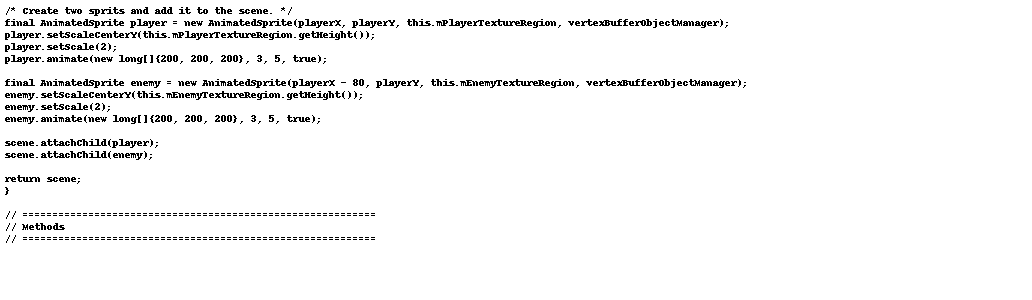 /* Create two sprits and add it to the scene. */
final AnimatedSprite player = new AnimatedSprite(playerX, playerY, this.mPlayerTextureRegion, vertexBufferObjectManager);
player.setScaleCenterY(this.mPlayerTextureRegion.getHeight());
player.setScale(2);
player.animate(new long[]{200, 200, 200}, 3, 5, true);
final AnimatedSprite enemy = new AnimatedSprite(playerX - 80, playerY, this.mEnemyTextureRegion, vertexBufferObjectManager);
enemy.setScaleCenterY(this.mEnemyTextureRegion.getHeight());
enemy.setScale(2);
enemy.animate(new long[]{200, 200, 200}, 3, 5, true);
scene.attachChild(player);
scene.attachChild(enemy);
return scene;
}
// ===========================================================
// Methods
// ===========================================================